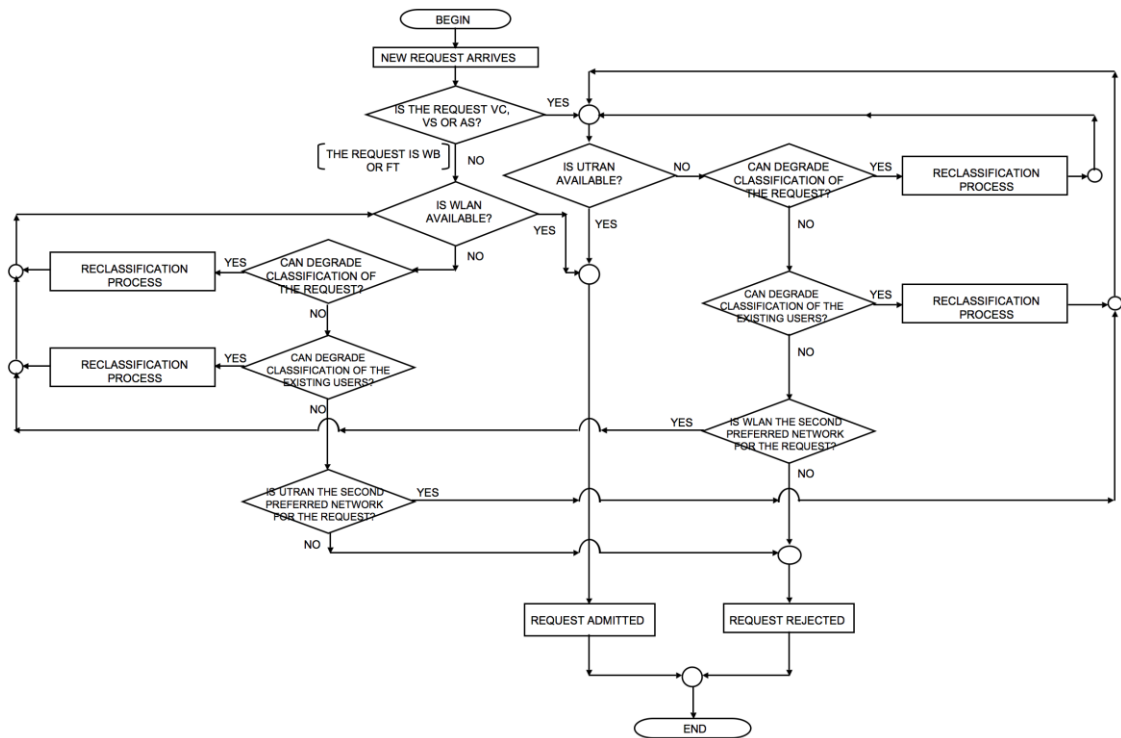 BEGIN
NEW REQUEST ARRIVES
IS THE REQUEST VC,
VS OR AS?
YES
NO
THE REQUEST IS WB
OR FT
IS UTRAN
AVAILABLE?
NO
YES
CAN DEGRADE
CLASSIFICATION OF
THE REQUEST?
YES
NO
RECLASSIFICATION
PROCESS
IS WLAN
AVAILABLE?
YES
NO
RECLASSIFICATION
PROCESS
YES
CAN DEGRADE
CLASSIFICATION OF
THE REQUEST?
NO
CAN DEGRADE
CLASSIFICATION OF THE
EXISTING USERS?
YES
NO
RECLASSIFICATION
PROCESS
RECLASSIFICATION
PROCESS
YES
CAN DEGRADE
CLASSIFICATION OF THE
EXISTING USERS?
NO
YES
IS WLAN THE SECOND
PREFERRED NETWORK
FOR THE REQUEST?
NO
IS UTRAN THE SECOND
PREFERRED NETWORK
FOR THE REQUEST?
YES
NO
REQUEST ADMITTED
REQUEST REJECTED
END